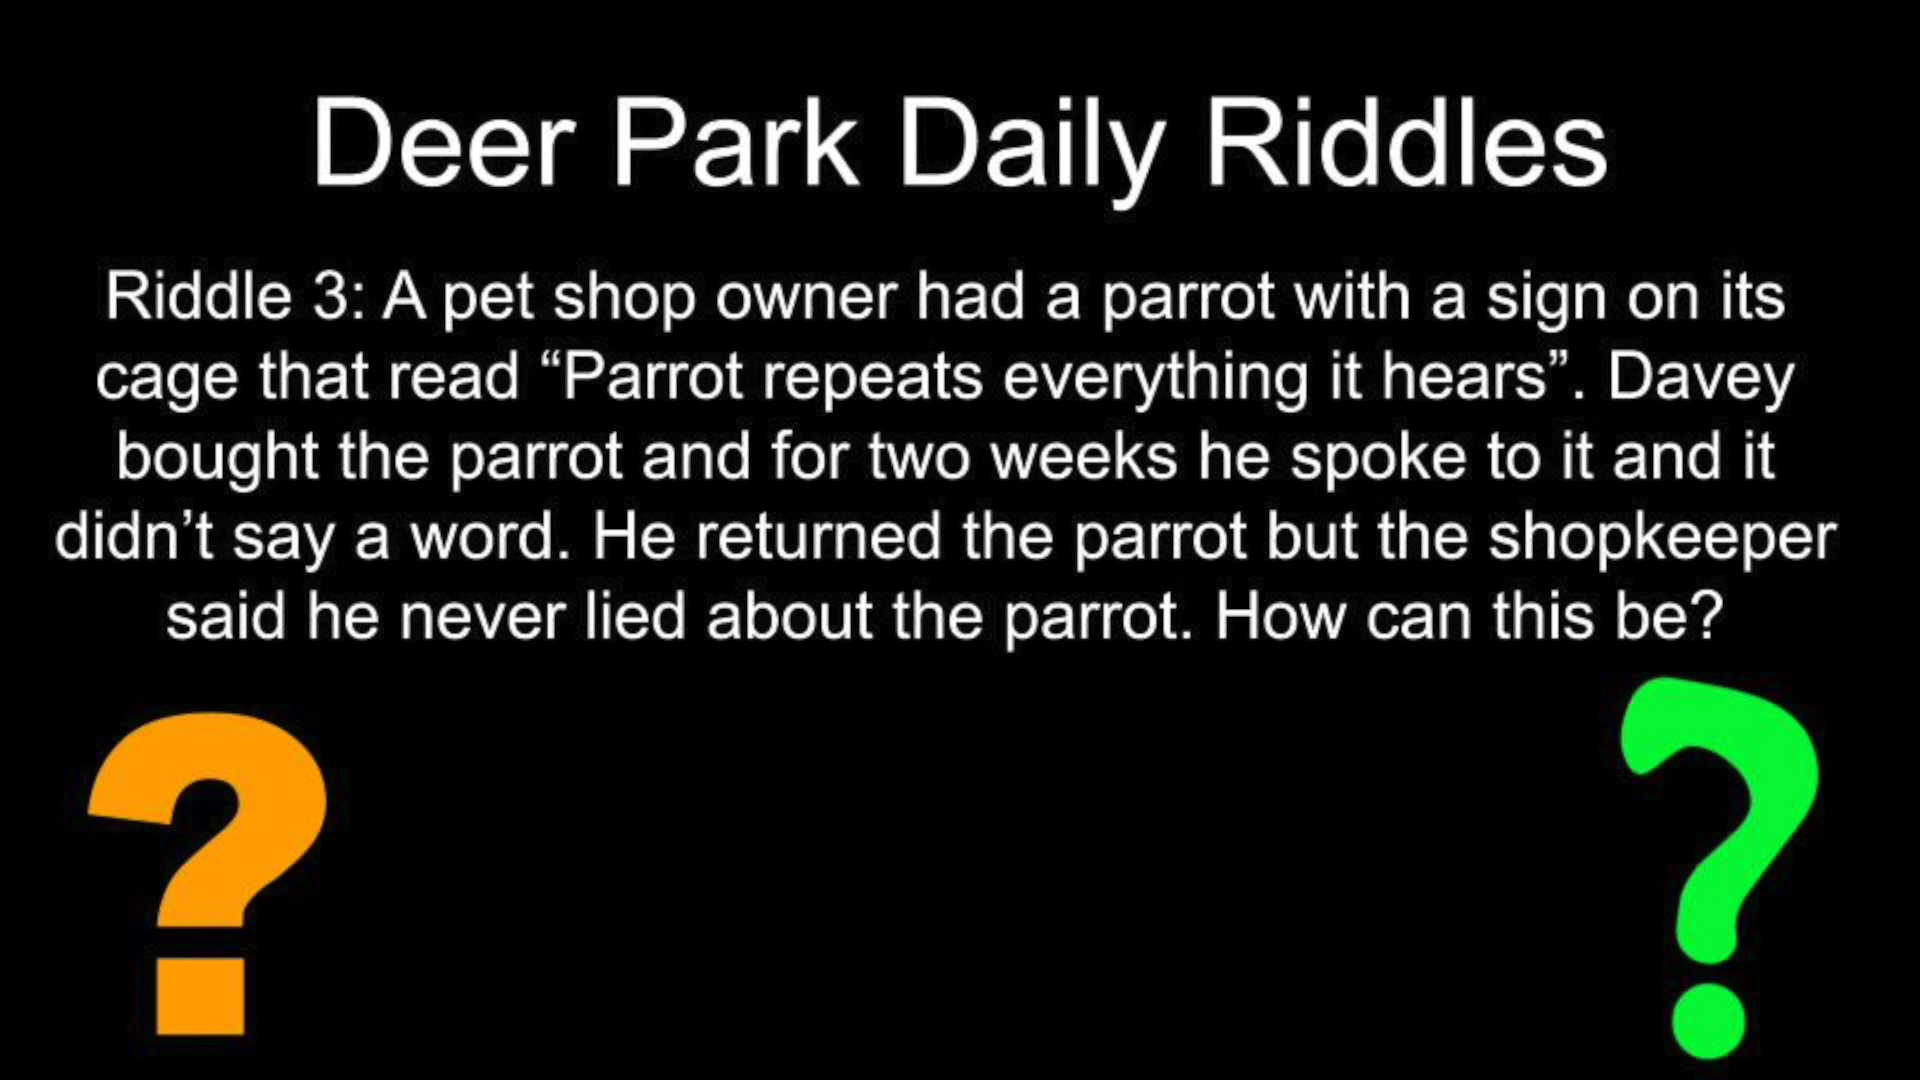 Deer Park Daily Riddles
Riddle 3: A pet shop owner had a parrot with a sign on its
cage that read “Parrot repeats everything it hears”. Davey
bought the parrot and for two weeks he spoke to it and it
didn’t say a word. He returned the parrot but the shopkeeper
said he never lied about the parrot. How can this be?
? ?